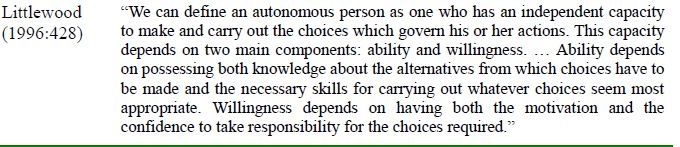 Littlewood
(1996:428)
“We can define an autonomous person as one who has an independent capacity
to make and carry out the choices which govern his or her actions. This capacity
depends on two main components: ability and willingness. … Ability depends
on possessing both knowledge about the alternatives from which choices have to
be made and the necessary skills for carrying out whatever choices seem most
appropriate. Willingness depends on having both the motivation and the
confidence to take responsibility for the choices required.”